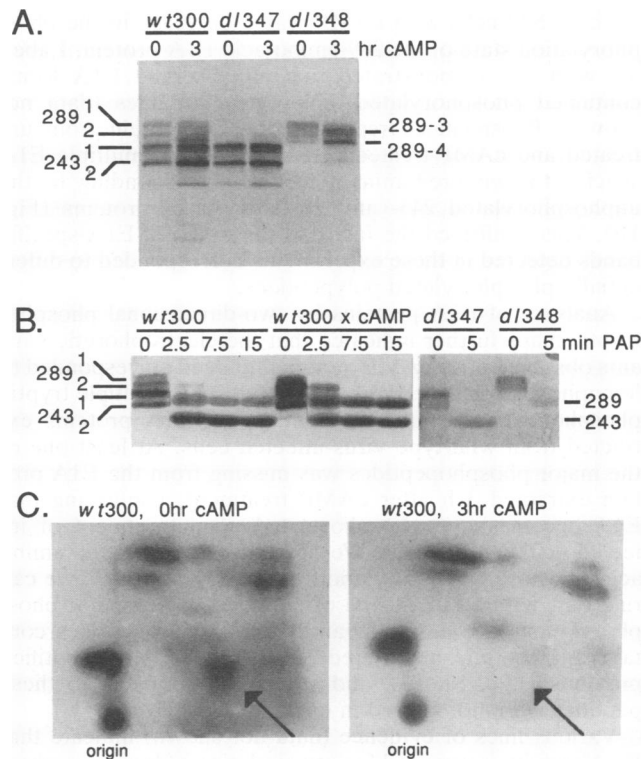 A.
wt300 dl347 dl348
0 3 0 3 0 3 hr cAMP
1
289
2
1
243
2
289-3
289-4
B.
wt300 wt300, cAMP dl347 dl348
0 2.5 7.5 15 0 2.5 7.5 15 0 5 0 5 min PAP
1
289
2
1
243
2
289
243
C.
wt300, 0hr cAMP wt300, 3hr cAMP
origin origin